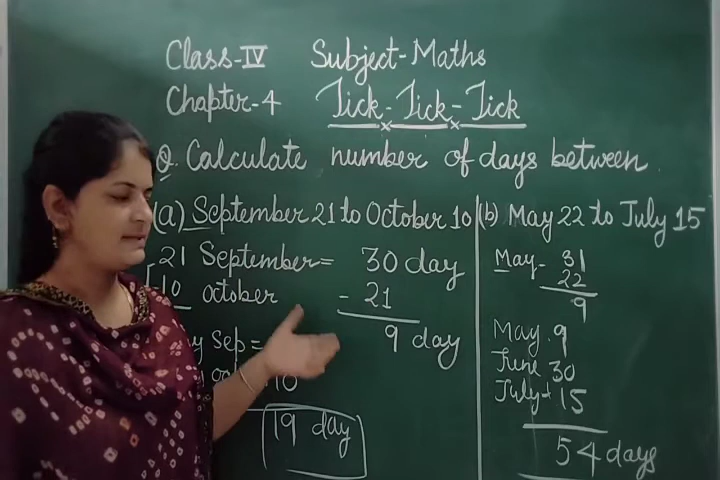 Class-IV Subject-Maths
Chapter-4 Tick-Tick-Tick
Q. Calculate number of days between
(a) September 21 to October 10
21 September = 30 day
10 october - 21
9 day
Sep =
10
19 day
(b) May 22 to July 15
May - 31
22
9
May . 9
June 30
July + 15
54 days